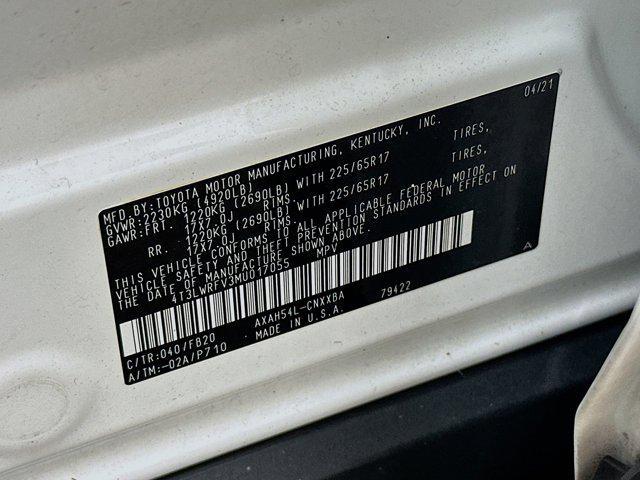 04/21
MFD.BY:TOYOTA MOTOR MANUFACTURING, KENTUCKY, INC.
GVWR:2230KG (4920LB)
GAWR:FRT. 1220KG (2690LB) WITH 225/65R17 TIRES,
17X7.0J RIMS,
RR. 1220KG (2690LB) WITH 225/65R17 TIRES,
17X7.0J RIMS,
THIS VEHICLE CONFORMS TO ALL APPLICABLE FEDERAL MOTOR
VEHICLE SAFETY AND THEFT PREVENTION STANDARDS IN EFFECT ON
THE DATE OF MANUFACTURE SHOWN ABOVE.
4T3LWRFV3MU017055 MPV
A
C/TR:040/FB20 AXAH54L-CNXXBA 79422
A/TM:-02A/P710 MADE IN U.S.A.